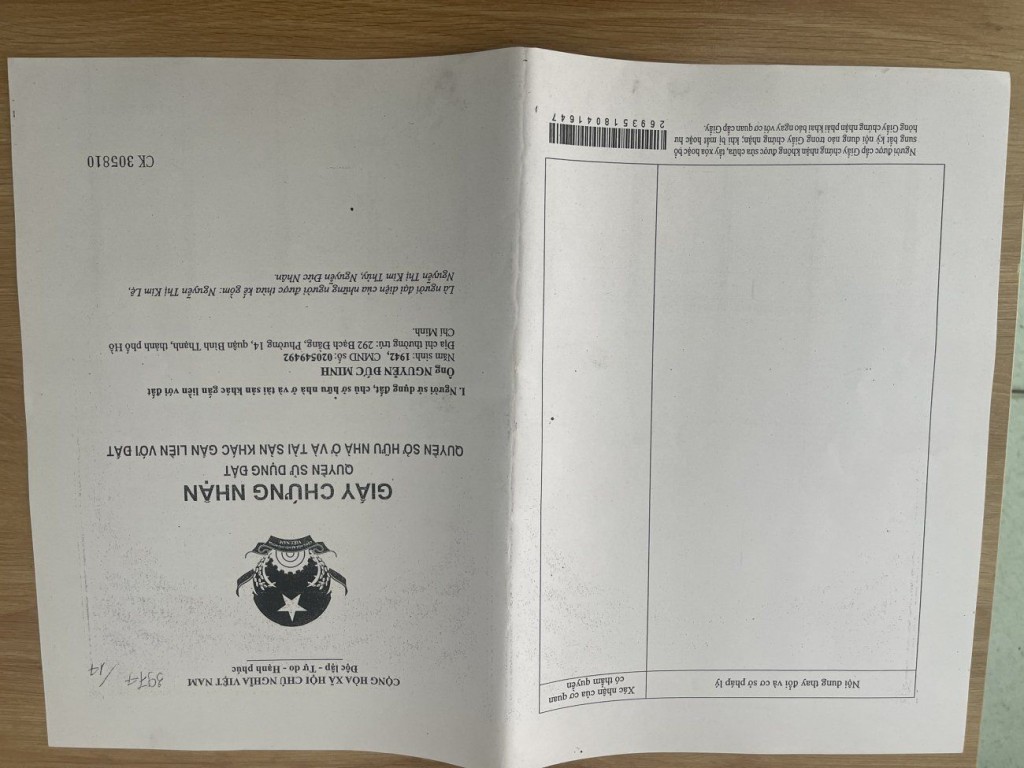 CỘNG HÒA XÃ HỘI CHỦ NGHĨA VIỆT NAM
Độc lập - Tự do - Hạnh phúc
3977/17
VIỆT NAM
GIẤY CHỨNG NHẬN
QUYỀN SỬ DỤNG ĐẤT
QUYỀN SỞ HỮU NHÀ Ở VÀ TÀI SẢN KHÁC GẮN LIỀN VỚI ĐẤT
I. Người sử dụng đất, chủ sở hữu nhà ở và tài sản khác gắn liền với đất
Ông NGUYỄN ĐỨC MINH
Năm sinh: 1942, CMND số: 020549492
Địa chỉ thường trú: 292 Bạch Đằng, Phường 14, quận Bình Thạnh, thành phố Hồ
Chí Minh.
Là người đại diện của những người được thừa kế gồm: Nguyễn Thị Kim Lệ,
Nguyễn Thị Kim Thúy, Nguyễn Đức Nhân.
CK 305810
Nội dung thay đổi và cơ sở pháp lý
Xác nhận của cơ quan
có thẩm quyền
Người được cấp Giấy chứng nhận không được sửa chữa, tẩy xóa hoặc bổ
sung bất kỳ nội dung nào trong Giấy chứng nhận; khi bị mất hoặc hư
hỏng Giấy chứng nhận phải khai báo ngay với cơ quan cấp Giấy.
2693518041647